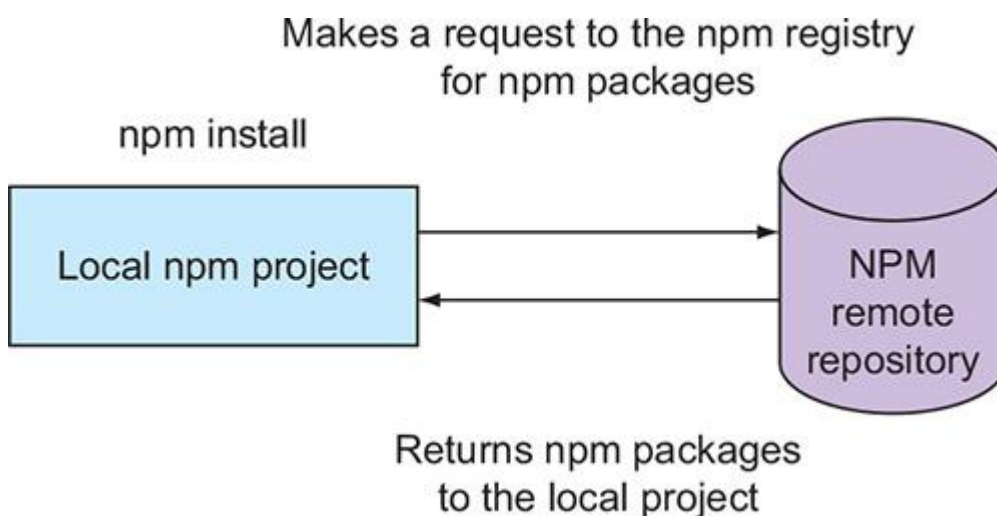 Makes a request to the npm registry
for npm packages
npm install
Local npm project
NPM
remote
repository
Returns npm packages
to the local project